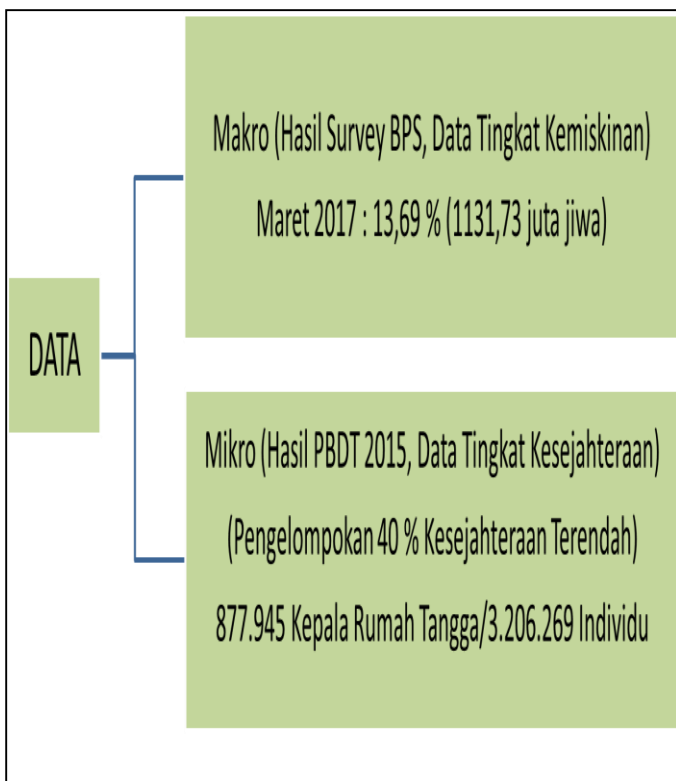 DATA
Makro (Hasil Survey BPS, Data Tingkat Kemiskinan)
Maret 2017 : 13,69 % (1131,73 juta jiwa)
Mikro (Hasil PBDT 2015, Data Tingkat Kesejahteraan)
(Pengelompokan 40 % Kesejahteraan Terendah)
877.945 Kepala Rumah Tangga/3.206.269 Individu